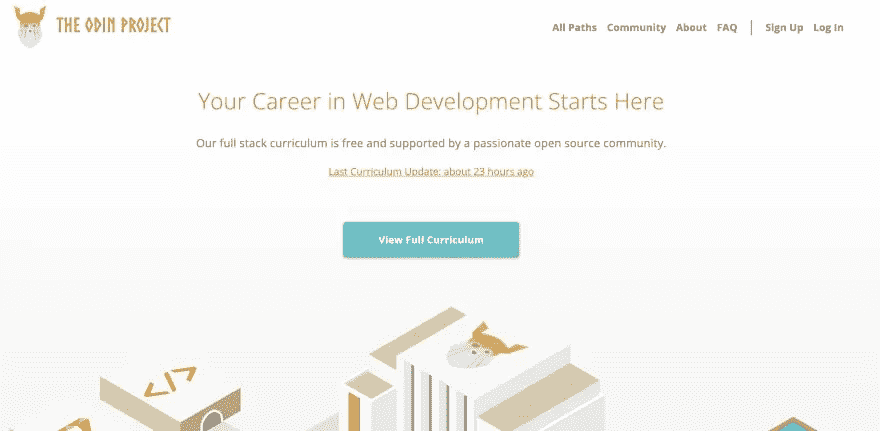 THE ODIN PROJECT
All Paths Community About FAQ | Sign Up Log In
Your Career in Web Development Starts Here
Our full stack curriculum is free and supported by a passionate open source community.
Last Curriculum Update: about 23 hours ago
View Full Curriculum
</>